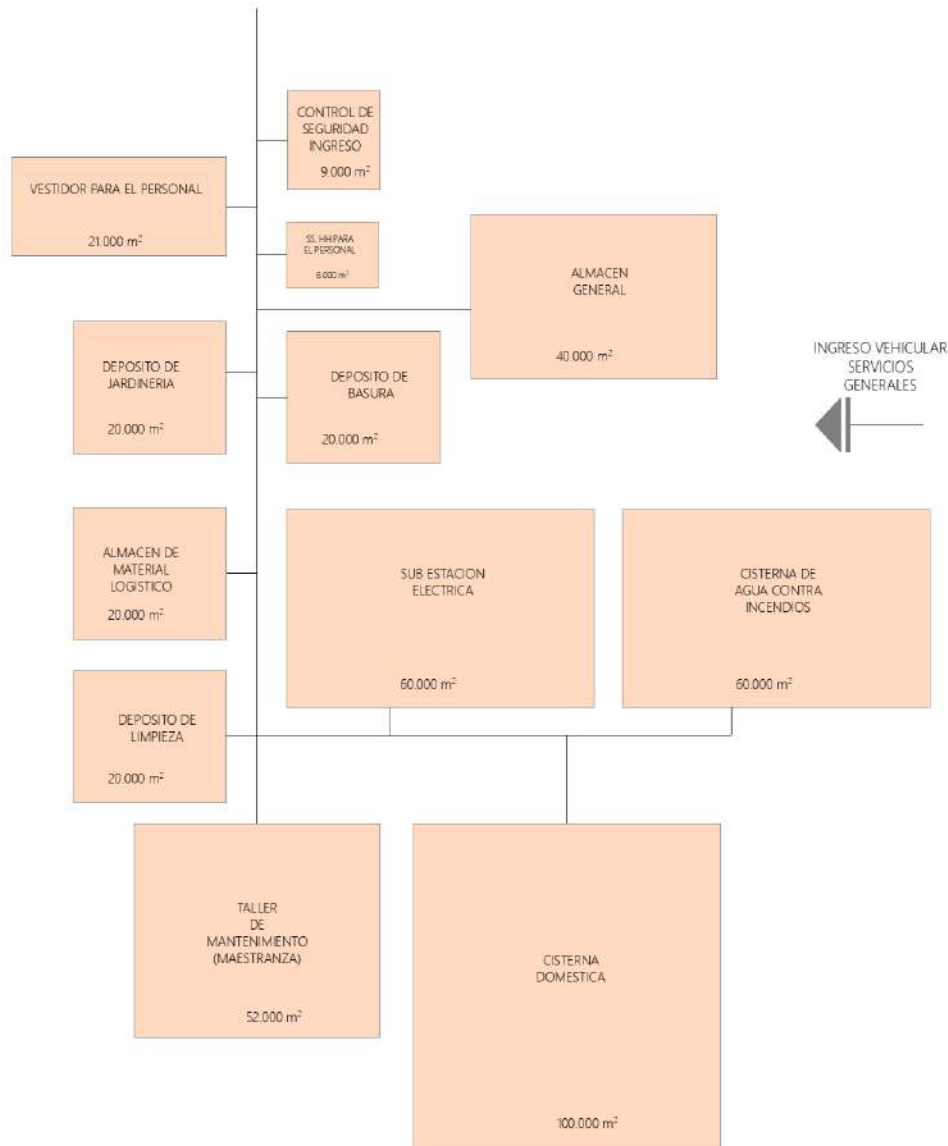 CONTROL DE
SEGURIDAD
INGRESO
9.000 m²
VESTIDOR PARA EL PERSONAL
21.000 m²
SS. HH PARA
EL PERSONAL
6.000 m²
ALMACEN
GENERAL
40.000 m²
INGRESO VEHICULAR
SERVICIOS
GENERALES
DEPOSITO DE
JARDINERIA
20.000 m²
DEPOSITO DE
BASURA
20.000 m²
ALMACEN DE
MATERIAL
LOGISTICO
20.000 m²
SUB ESTACION
ELECTRICA
60.000 m²
CISTERNA DE
AGUA CONTRA
INCENDIOS
60.000 m²
DEPOSITO DE
LIMPIEZA
20.000 m²
TALLER
DE
MANTENIMIENTO
(MAESTRANZA)
52.000 m²
CISTERNA
DOMESTICA
100.000 m²